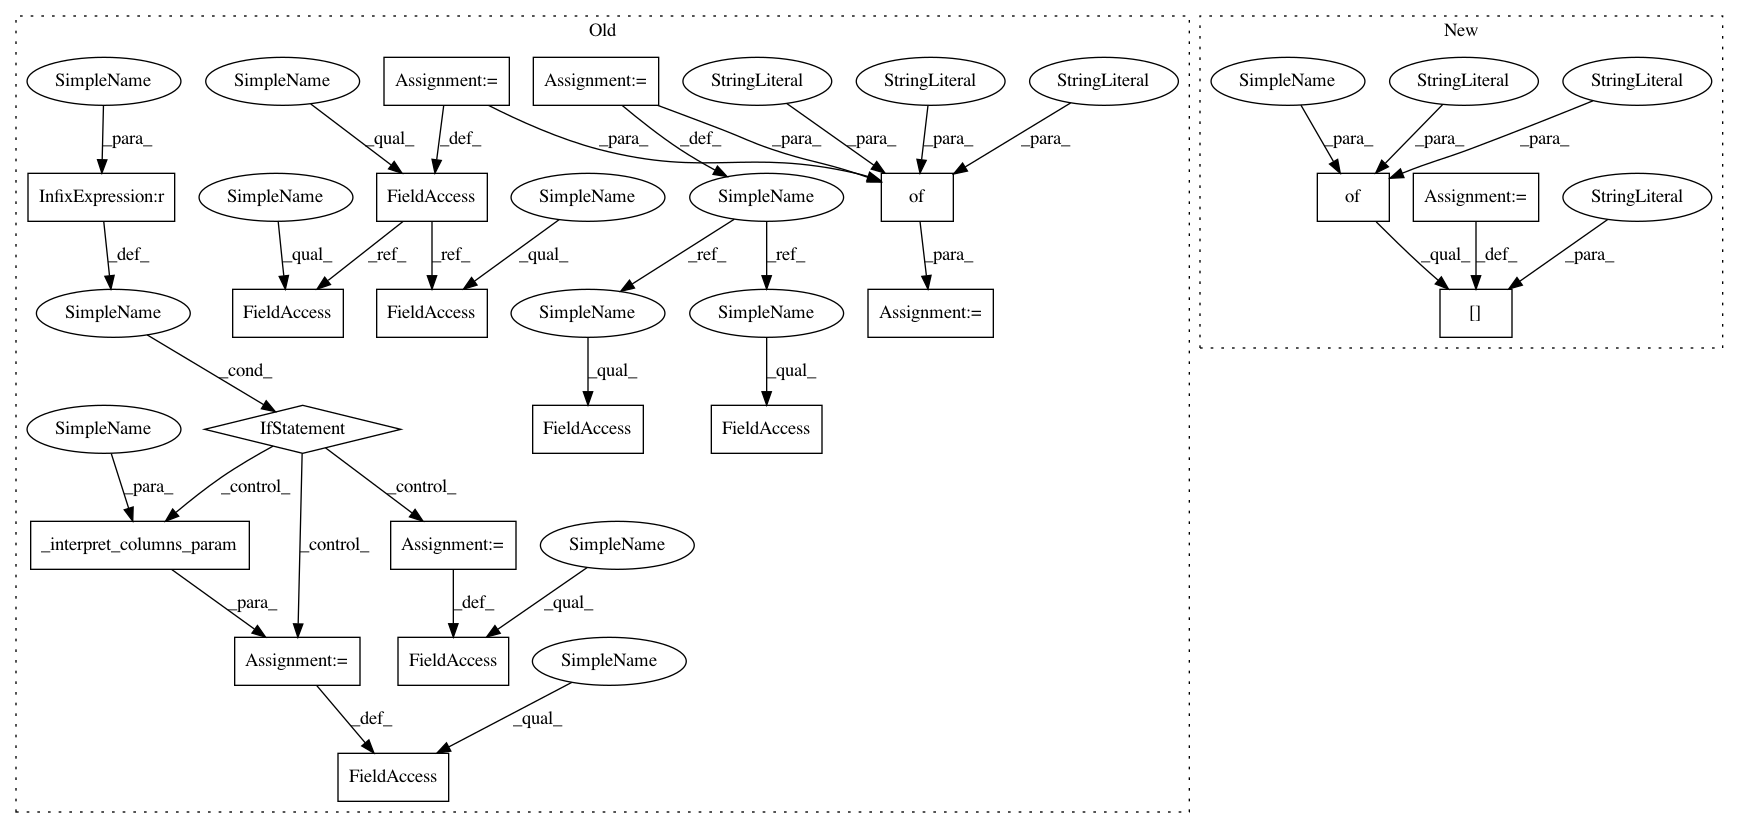 Old
New
SimpleName
SimpleName
Assignment:=
Assignment:=
StringLiteral
StringLiteral
StringLiteral
SimpleName
StringLiteral
StringLiteral
_para_
_qual_
_def_
_para_
_def_
_para_
_para_
_para_
_para_
_para_
_para_
_para_
InfixExpression:r
SimpleName
FieldAccess
SimpleName
SimpleName
of
of
Assignment:=
StringLiteral
_def_
_qual_
_ref_
_ref_
_qual_
_ref_
_ref_
_para_
_qual_
_def_
_para_
SimpleName
FieldAccess
FieldAccess
SimpleName
SimpleName
Assignment:=
[]
_cond_
_qual_
_qual_
SimpleName
IfStatement
FieldAccess
FieldAccess
_para_
_control_
_control_
_interpret_columns_param
_control_
Assignment:=
SimpleName
_para_
_def_
_qual_
Assignment:=
FieldAccess
SimpleName
_def_
_qual_
FieldAccess